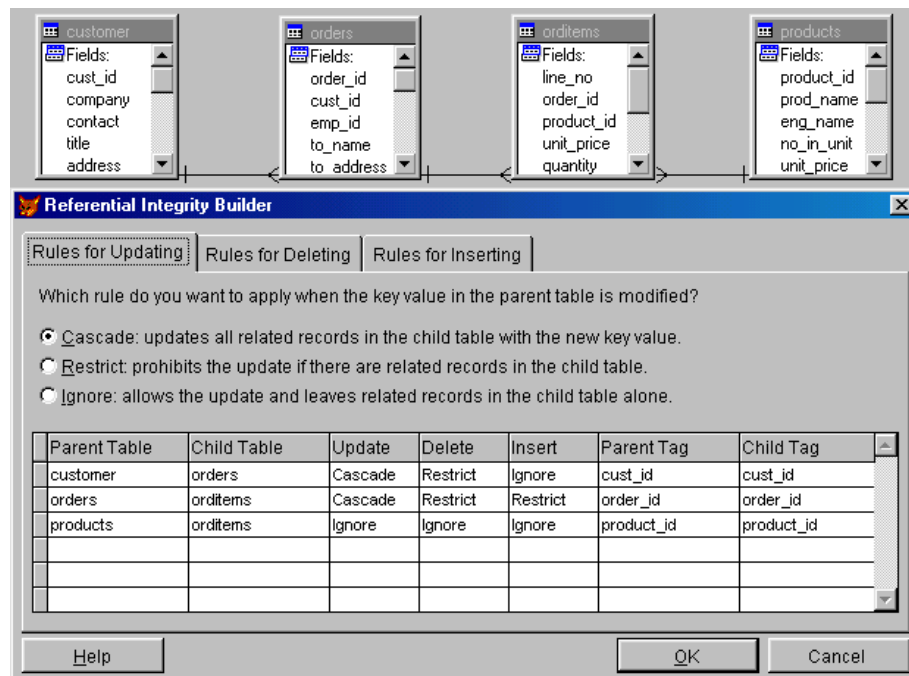 customer
Fields:
cust_id
company
contact
title
address
orders
Fields:
order_id
cust_id
emp_id
to_name
to_address
orditems
Fields:
line_no
order_id
product_id
unit_price
quantity
products
Fields:
product_id
prod_name
eng_name
no_in_unit
unit_price
Referential Integrity Builder
Rules for Updating Rules for Deleting Rules for Inserting
Which rule do you want to apply when the key value in the parent table is modified?
Cascade: updates all related records in the child table with the new key value.
Restrict: prohibits the update if there are related records in the child table.
Ignore: allows the update and leaves related records in the child table alone.
Parent Table Child Table Update Delete Insert Parent Tag Child Tag
customer orders Cascade Restrict Ignore cust_id cust_id
orders orditems Cascade Restrict Restrict order_id order_id
products orditems Ignore Ignore Ignore product_id product_id
Help OK Cancel